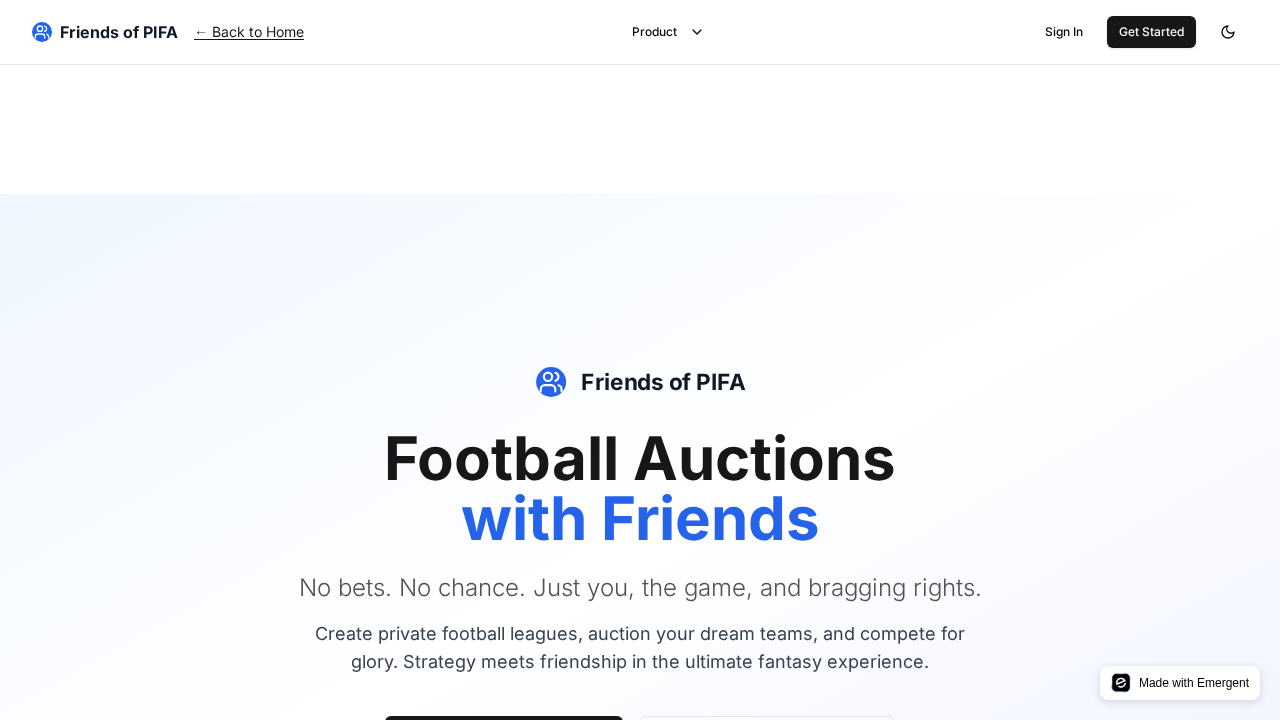 Friends of PIFA
← Back to Home
Product
Sign In
Get Started
Friends of PIFA
Football Auctions
with Friends
No bets. No chance. Just you, the game, and bragging rights.
Create private football leagues, auction your dream teams, and compete for
glory. Strategy meets friendship in the ultimate fantasy experience.
Made with Emergent